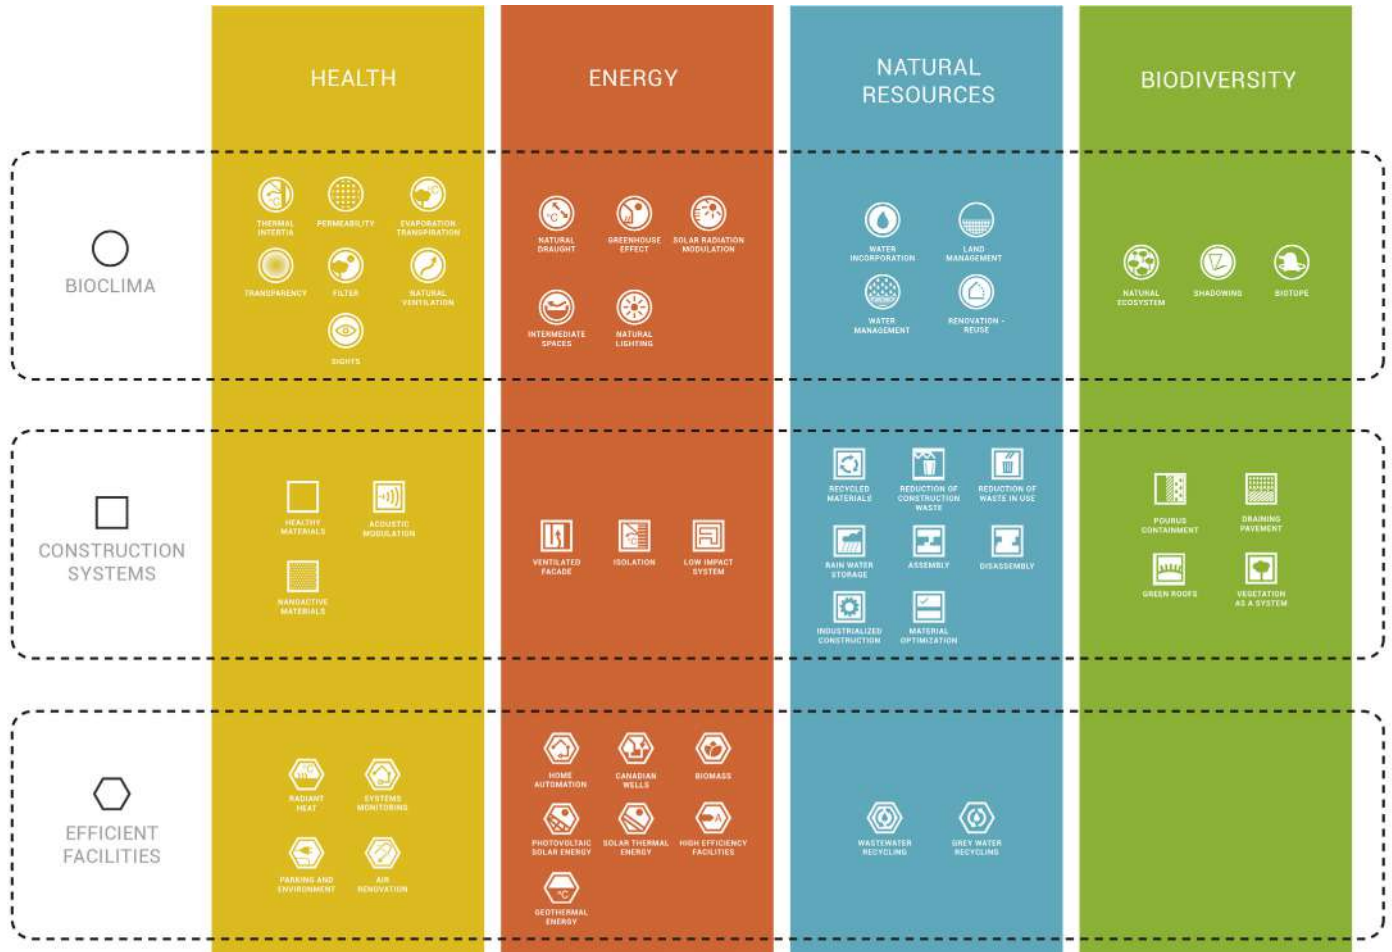 HEALTH
ENERGY
NATURAL
RESOURCES
BIODIVERSITY
BIOCLIMA
THERMAL
INTERTIA
PERMEABILITY
EVAPORATION -
TRANSPIRATION
TRANSPARENCY
FILTER
NATURAL
VENTILATION
SIGHTS
NATURAL
DRAUGHT
GREENHOUSE
EFFECT
SOLAR RADIATION
MODULATION
INTERMEDIATE
SPACES
NATURAL
LIGHTING
WATER
INCORPORATION
LAND
MANAGEMENT
WATER
MANAGEMENT
RENOVATION –
REUSE
NATURAL
ECOSYSTEM
SHADOWING
BIOTOPE
CONSTRUCTION
SYSTEMS
HEALTHY
MATERIALS
ACOUSTIC
MODULATION
NANOACTIVE
MATERIALS
VENTILATED
FACADE
ISOLATION
LOW IMPACT
SYSTEM
RECYCLED
MATERIALS
REDUCTION OF
CONSTRUCTION
WASTE
REDUCTION OF
WASTE IN USE
RAIN WATER
STORAGE
ASSEMBLY
DISASSEMBLY
INDUSTRIALIZED
CONSTRUCTION
MATERIAL
OPTIMIZATION
POURUS
CONTAINMENT
DRAINING
PAVEMENT
GREEN ROOFS
VEGETATION
AS A SYSTEM
EFFICIENT
FACILITIES
RADIANT
HEAT
SYSTEMS
MONITORING
PARKING AND
ENVIRONMENT
AIR
RENOVATION
HOME
AUTOMATION
CANADIAN
WELLS
BIOMASS
PHOTOVOLTAIC
SOLAR ENERGY
SOLAR THERMAL
ENERGY
HIGH EFFICIENCY
FACILITIES
GEOTHERMAL
ENERGY
WASTEWATER
RECYCLING
GREY WATER
RECYCLING